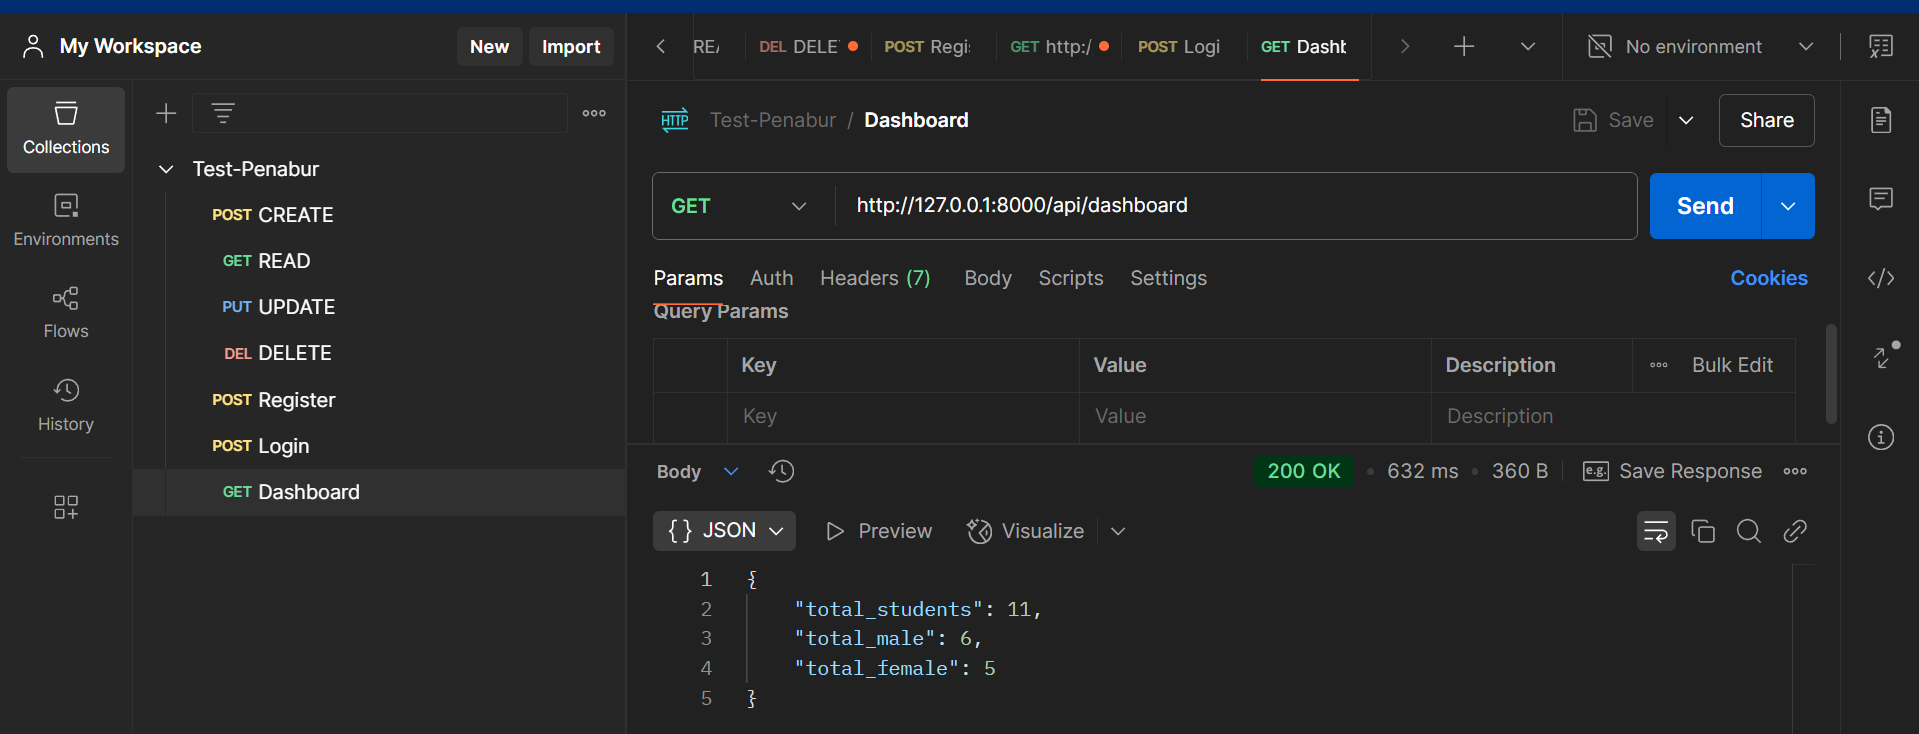 My Workspace
New
Import
REA
DEL DELE
POST Regi
GET http:/
POST Logi
GET Dashb
No environment
Collections
Environments
Flows
History
Test-Penabur
POST CREATE
GET READ
PUT UPDATE
DEL DELETE
POST Register
POST Login
GET Dashboard
HTTP
Test-Penabur / Dashboard
Save
Share
GET
http://127.0.0.1:8000/api/dashboard
Send
Params Auth Headers (7) Body Scripts Settings
Cookies
Query Params
Key Value Description Bulk Edit
Key Value Description
Body
200 OK
632 ms
360 B
e.g.
Save Response
{} JSON
Preview
Visualize
1 {
2 "total_students": 11,
3 "total_male": 6,
4 "total_female": 5
5 }